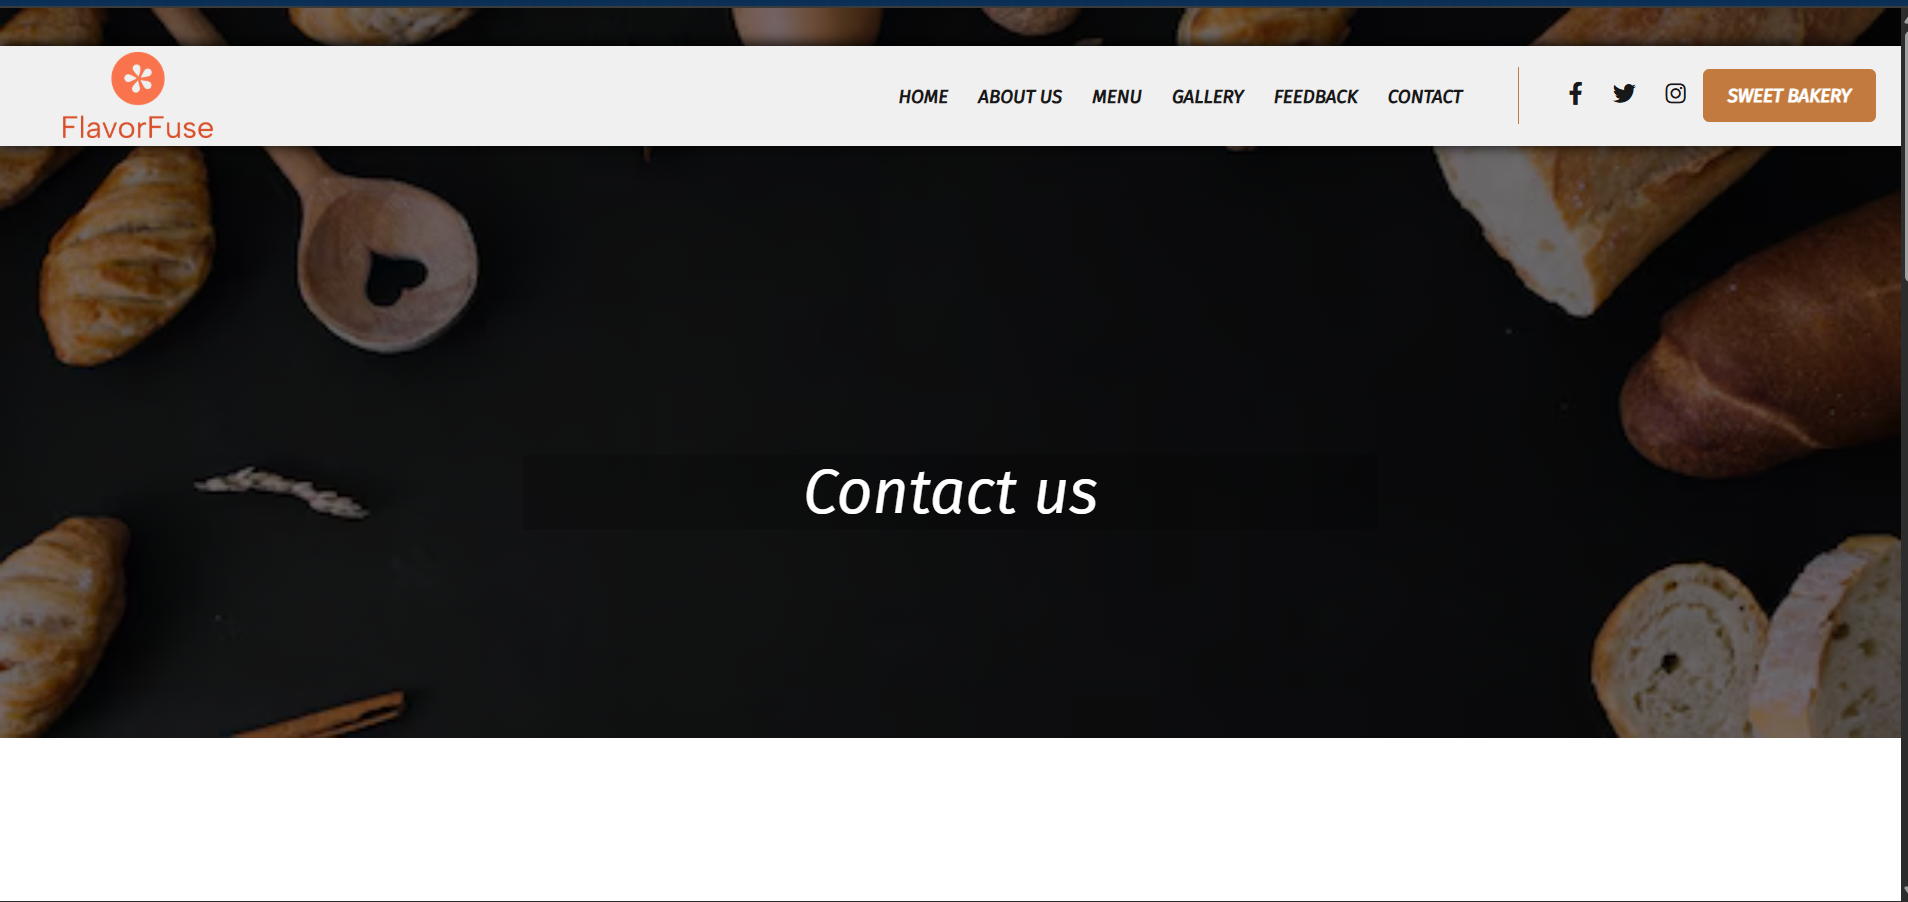 FlavorFuse
HOME ABOUT US MENU GALLERY FEEDBACK CONTACT SWEET BAKERY
Contact us